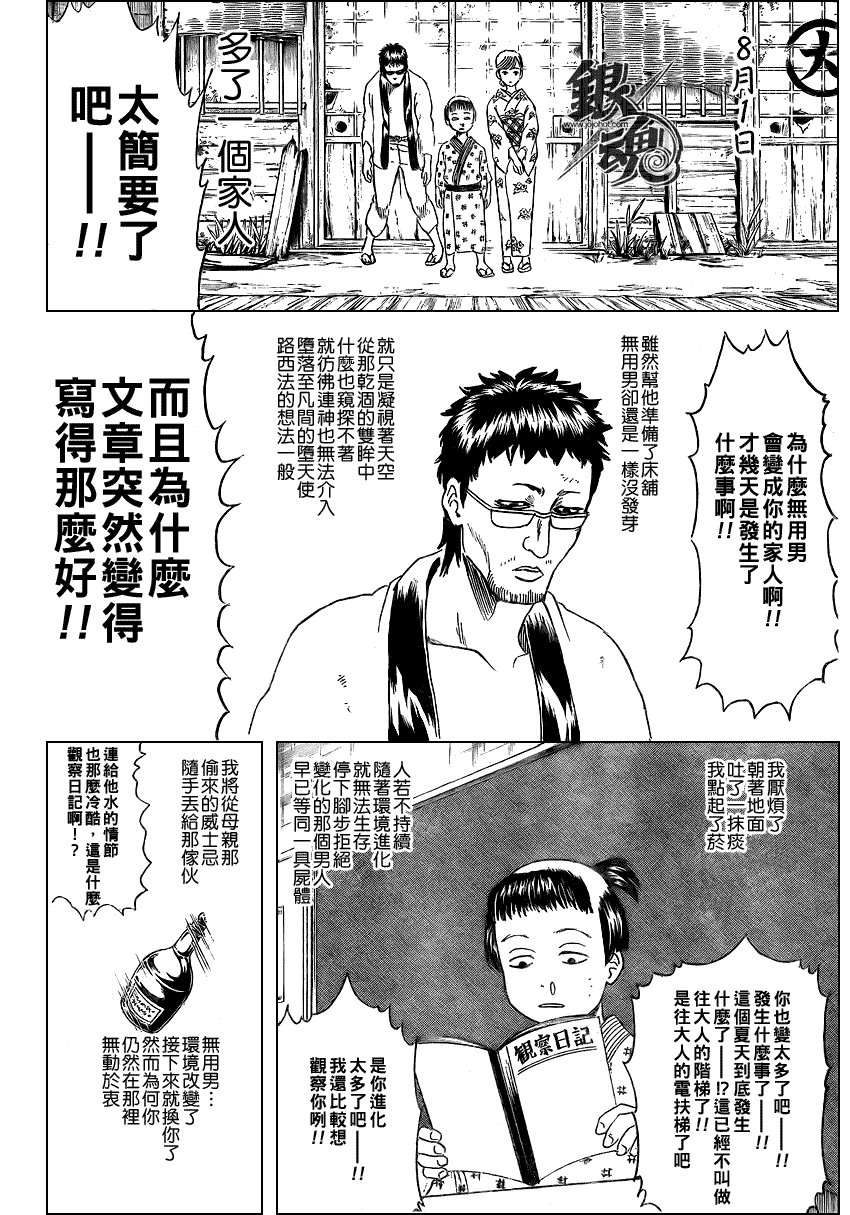 8月1日
多了一個家人
太簡要了
吧——!!
大
銀魂
www.jojohot.com
為什麼無用男
會變成你的家人啊!!
才幾天是發生了
什麼事啊!!
雖然幫他準備了床舖
無用男卻還是一樣沒發芽
就只是凝視著天空
從那乾涸的雙眸中
什麼也窺探不著
就彷彿連神也無法介入
墮落至凡間的墮天使
路西法的想法一般
而且為什麼
文章突然變得
寫得那麼好!!
我厭煩了
朝著地面
吐了一抹痰
我點起了菸
你也變太多了吧——!!
發生什麼事了——!!
這個夏天到底發生
什麼了——!?這已經不叫做
往大人的階梯了!!
是往大人的電扶梯了吧
觀察日記
人若不持續
隨著環境進化
就無法生存
停下腳步拒絕
變化的那個男人
早已等同一具屍體
是你進化
太多了吧——!!
我還比較想
觀察你咧!!
我將從母親那
偷來的威士忌
隨手丟給那傢伙
連給他水的情節
也那麼冷酷，這是什麼
觀察日記啊!?
無用男…
環境改變了
接下來就換你了
然而為何你
仍然在那裡
無動於衷